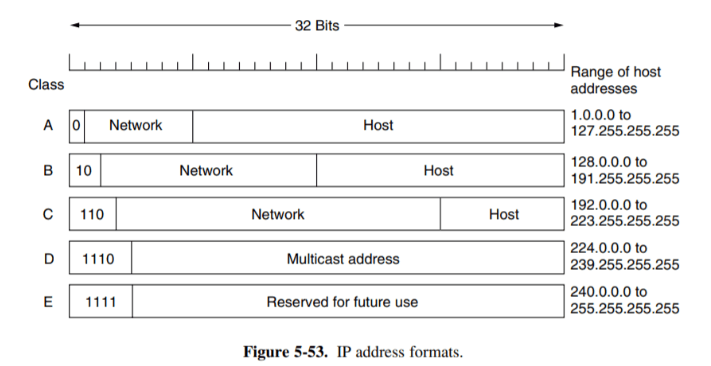 32 Bits
Range of host
addresses
Class
A 0 Network Host 1.0.0.0 to
127.255.255.255
B 10 Network Host 128.0.0.0 to
191.255.255.255
C 110 Network Host 192.0.0.0 to
223.255.255.255
D 1110 Multicast address 224.0.0.0 to
239.255.255.255
E 1111 Reserved for future use 240.0.0.0 to
255.255.255.255
Figure 5-53. IP address formats.